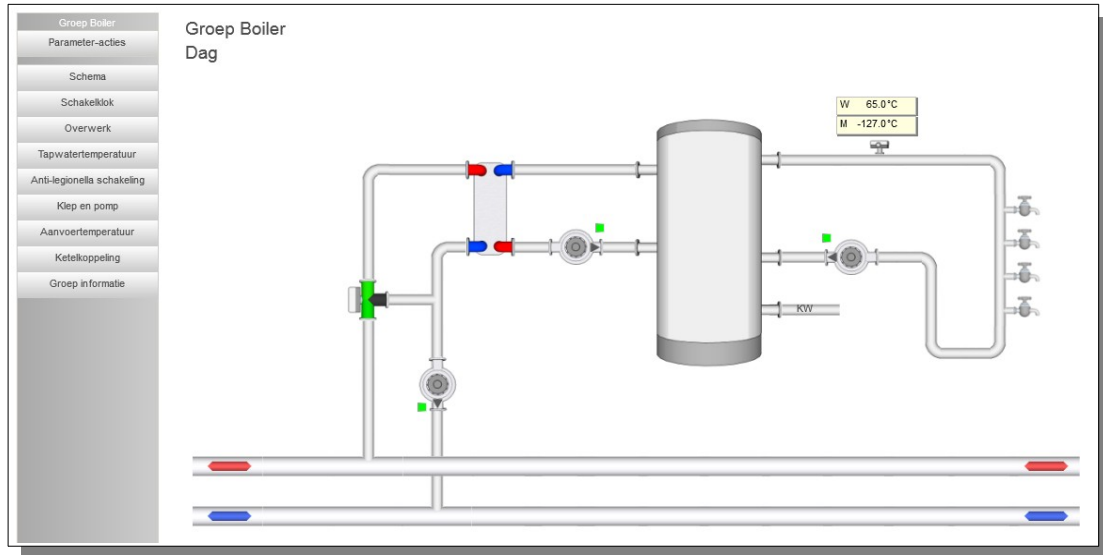 Groep Boiler
Parameter-acties
Schema
Schakelklok
Overwerk
Tapwatertemperatuur
Anti-legionella schakeling
Klep en pomp
Aanvoertemperatuur
Ketelkoppeling
Groep informatie
Groep Boiler
Dag
W 65.0°C
M -127.0°C
KW